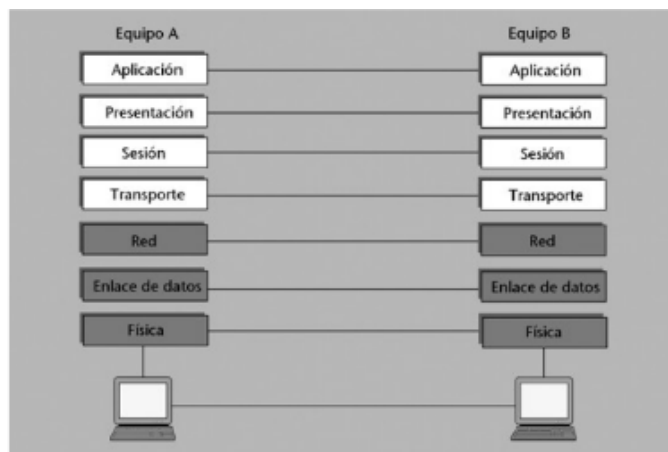 Equipo A Equipo B
Aplicación Aplicación
Presentación Presentación
Sesión Sesión
Transporte Transporte
Red Red
Enlace de datos Enlace de datos
Física Física